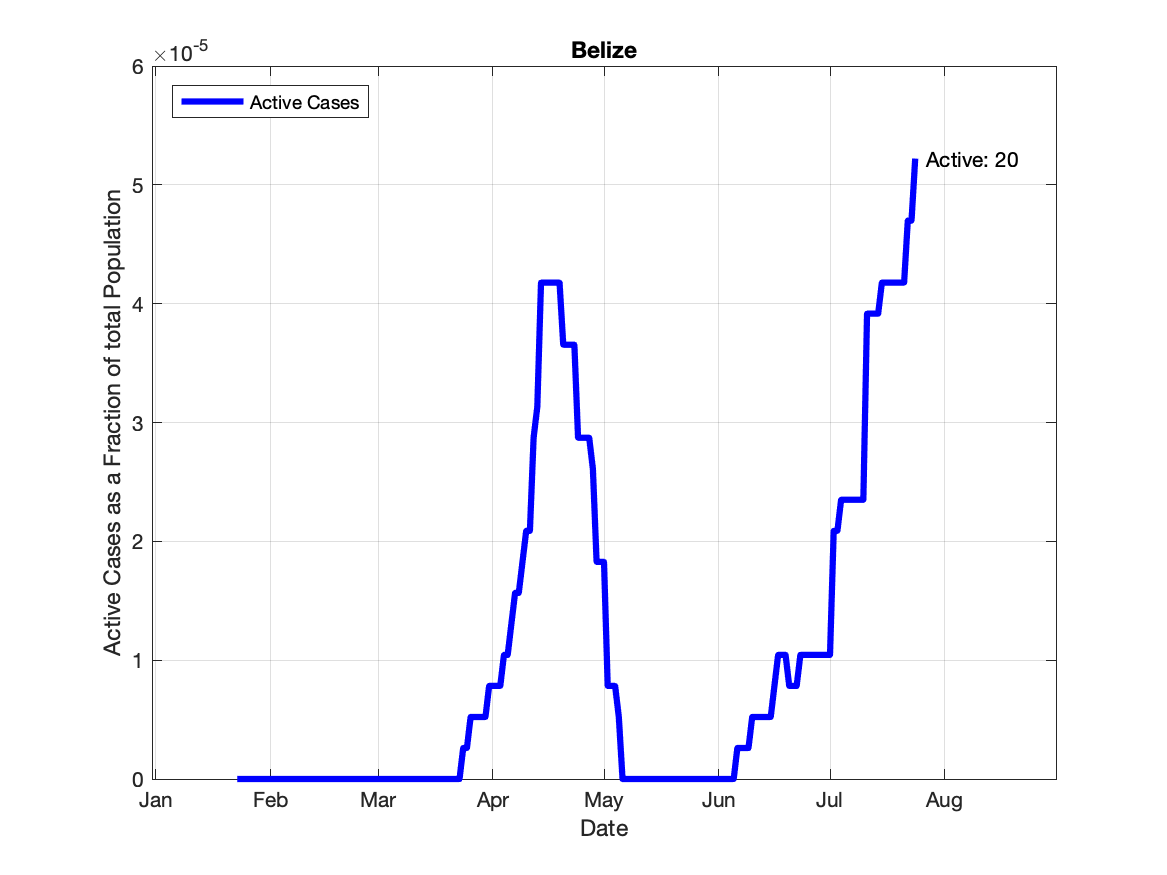 Belize
×10-5
Active Cases
Active: 20
6
5
4
3
2
1
0
Active Cases as a Fraction of total Population
Jan Feb Mar Apr May Jun Jul Aug
Date